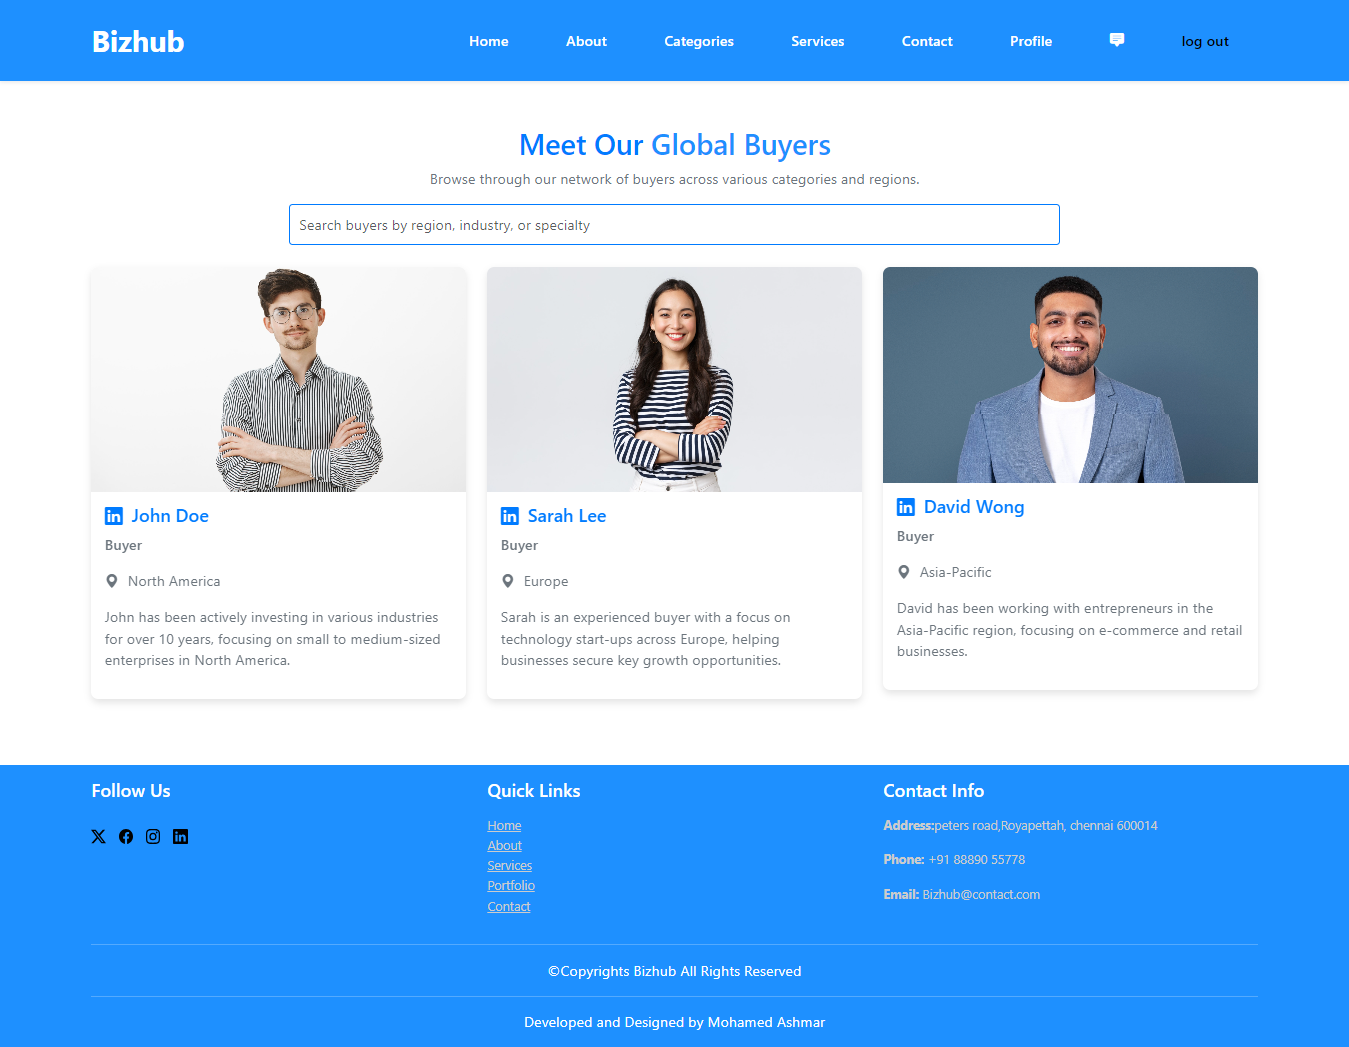 Bizhub
Home About Categories Services Contact Profile log out
Meet Our Global Buyers
Browse through our network of buyers across various categories and regions.
Search buyers by region, industry, or specialty
John Doe
Buyer
North America
John has been actively investing in various industries
for over 10 years, focusing on small to medium-sized
enterprises in North America.
Sarah Lee
Buyer
Europe
Sarah is an experienced buyer with a focus on
technology start-ups across Europe, helping
businesses secure key growth opportunities.
David Wong
Buyer
Asia-Pacific
David has been working with entrepreneurs in the
Asia-Pacific region, focusing on e-commerce and retail
businesses.
Follow Us
Quick Links
Home
About
Services
Portfolio
Contact
Contact Info
Address:peters road,Royapettah, chennai 600014
Phone: +91 88890 55778
Email: Bizhub@contact.com
©Copyrights Bizhub All Rights Reserved
Developed and Designed by Mohamed Ashmar